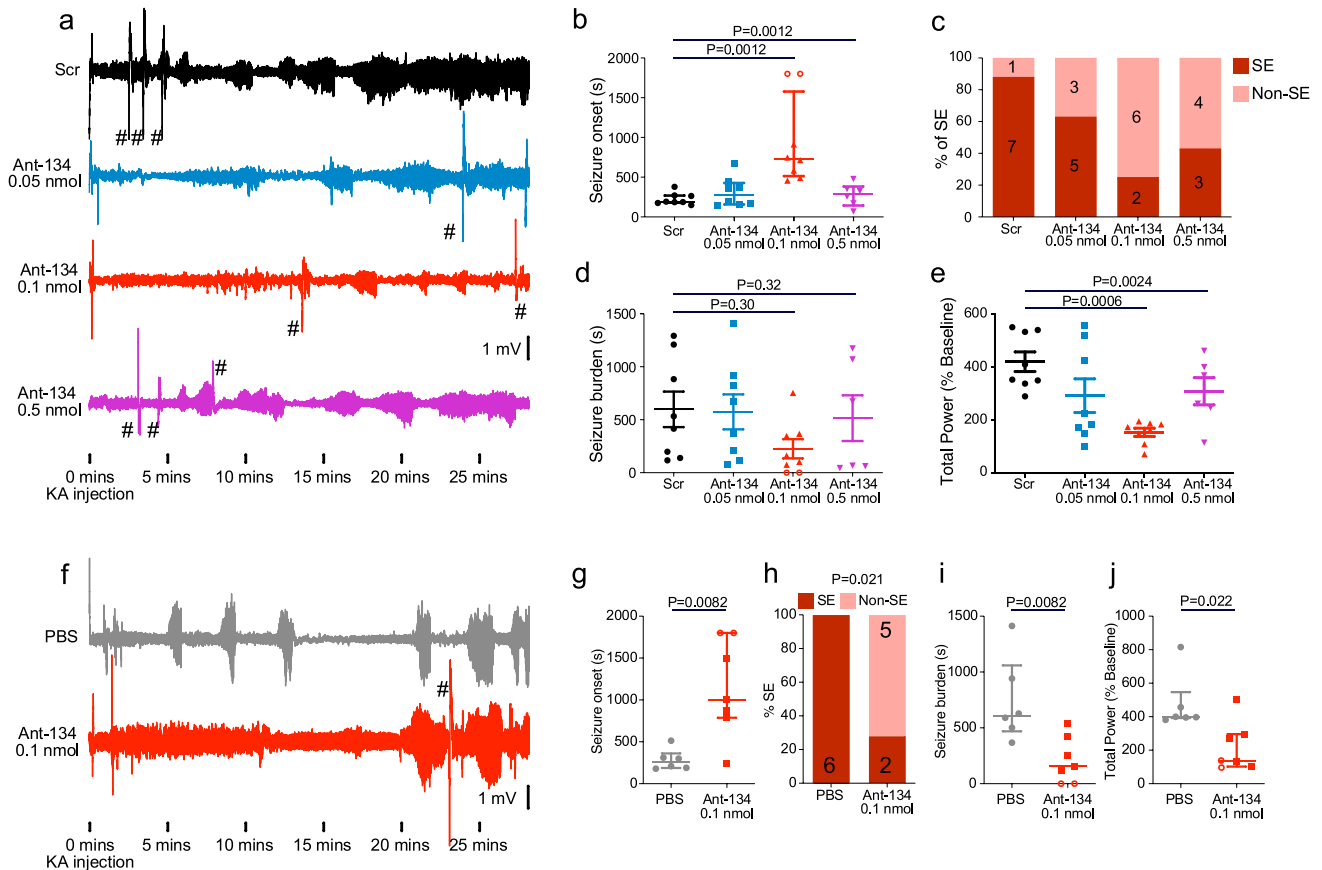 a
Scr
# # #
Ant-134
0.05 nmol
#
Ant-134
0.1 nmol
#
#
1 mV
Ant-134
0.5 nmol
#
# #
0 mins 5 mins 10 mins 15 mins 20 mins 25 mins
KA injection
b
P=0.0012
P=0.0012
Seizure onset (s)
2000
1500
1000
500
0
Scr Ant-134 Ant-134 Ant-134
0.05 nmol 0.1 nmol 0.5 nmol
c
% of SE
100
80
60
40
20
0
1 3 6 4
7 5 2 3
Scr Ant-134 Ant-134 Ant-134
0.05 nmol 0.1 nmol 0.5 nmol
SE
Non-SE
d
P=0.32
P=0.30
Seizure burden (s)
1500
1000
500
0
Scr Ant-134 Ant-134 Ant-134
0.05 nmol 0.1 nmol 0.5 nmol
e
P=0.0024
P=0.0006
Total Power (% Baseline)
600
400
200
0
Scr Ant-134 Ant-134 Ant-134
0.05 nmol 0.1 nmol 0.5 nmol
f
PBS
Ant-134
0.1 nmol
#
1 mV
0 mins 5 mins 10 mins 15 mins 20 mins 25 mins
KA injection
g
P=0.0082
Seizure onset (s)
2000
1500
1000
500
0
PBS Ant-134
0.1 nmol
h
P=0.021
SE Non-SE
% SE
100
80
60
40
20
0
5
6 2
PBS Ant-134
0.1 nmol
i
P=0.0082
Seizure burden (s)
1500
1000
500
0
PBS Ant-134
0.1 nmol
j
P=0.022
Total Power (% Baseline)
1000
800
600
400
200
0
PBS Ant-134
0.1 nmol